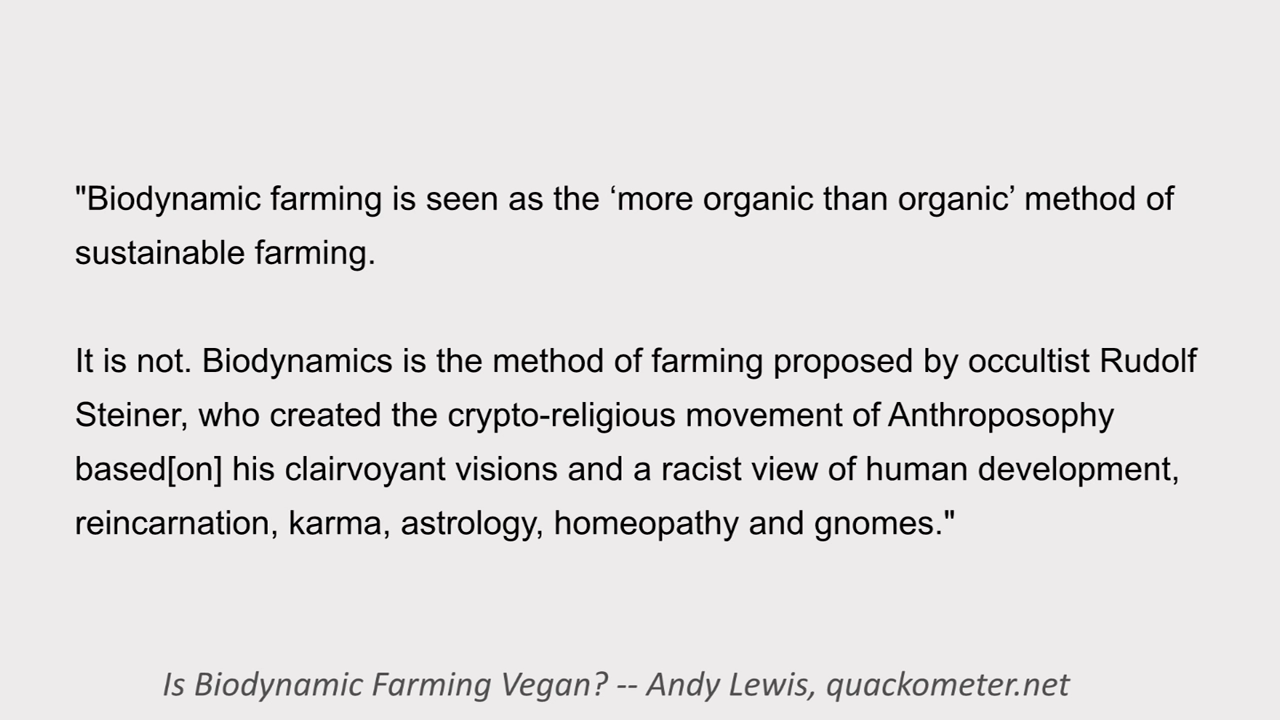 "Biodynamic farming is seen as the ‘more organic than organic’ method of
sustainable farming.
It is not. Biodynamics is the method of farming proposed by occultist Rudolf
Steiner, who created the crypto-religious movement of Anthroposophy
based[on] his clairvoyant visions and a racist view of human development,
reincarnation, karma, astrology, homeopathy and gnomes."
Is Biodynamic Farming Vegan? -- Andy Lewis, quackometer.net